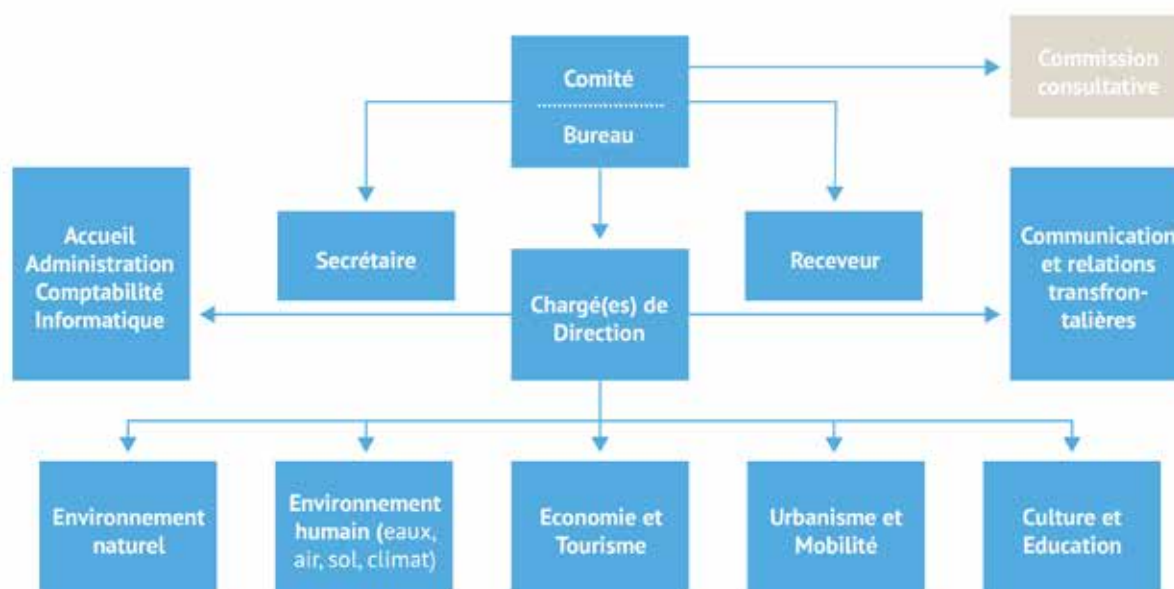 Comité
Bureau
Commission
consultative
Accueil
Administration
Comptabilité
Informatique
Secrétaire
Chargé(es) de
Direction
Receveur
Communication
et relations
transfron-
talières
Environnement
naturel
Environnement
humain (eaux,
air, sol, climat)
Economie et
Tourisme
Urbanisme et
Mobilité
Culture et
Education